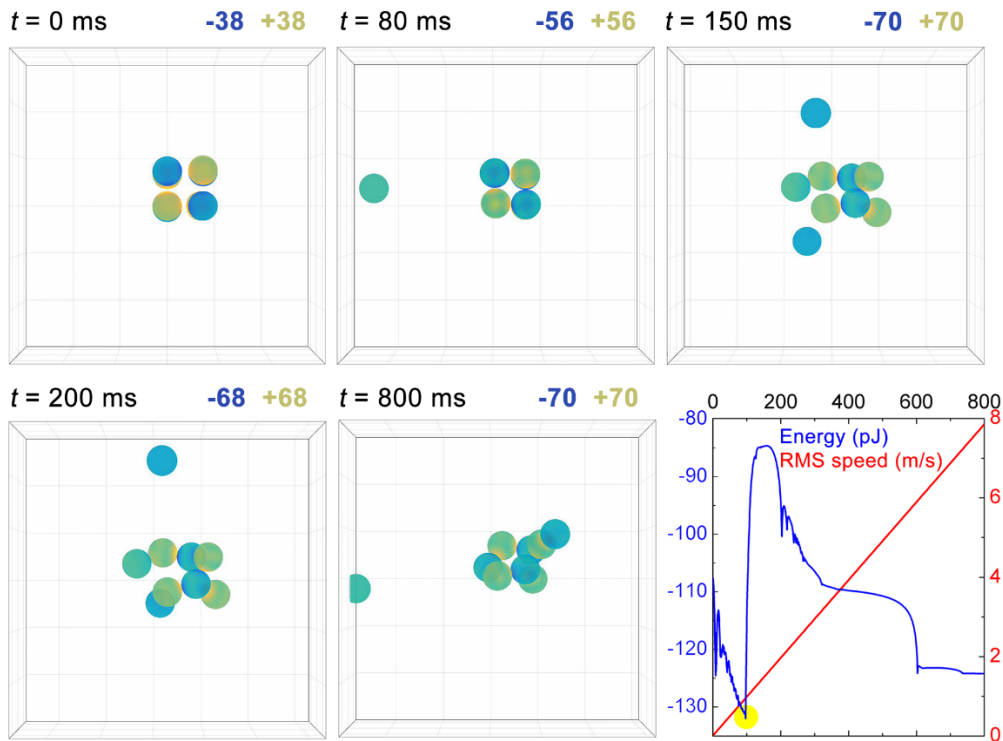 t = 0 ms -38 +38
t = 80 ms -56 +56
t = 150 ms -70 +70
t = 200 ms -68 +68
t = 800 ms -70 +70
0 200 400 600 800
-80
-90
-100
-110
-120
-130
Energy (pJ)
RMS speed (m/s)
8
6
4
2
0